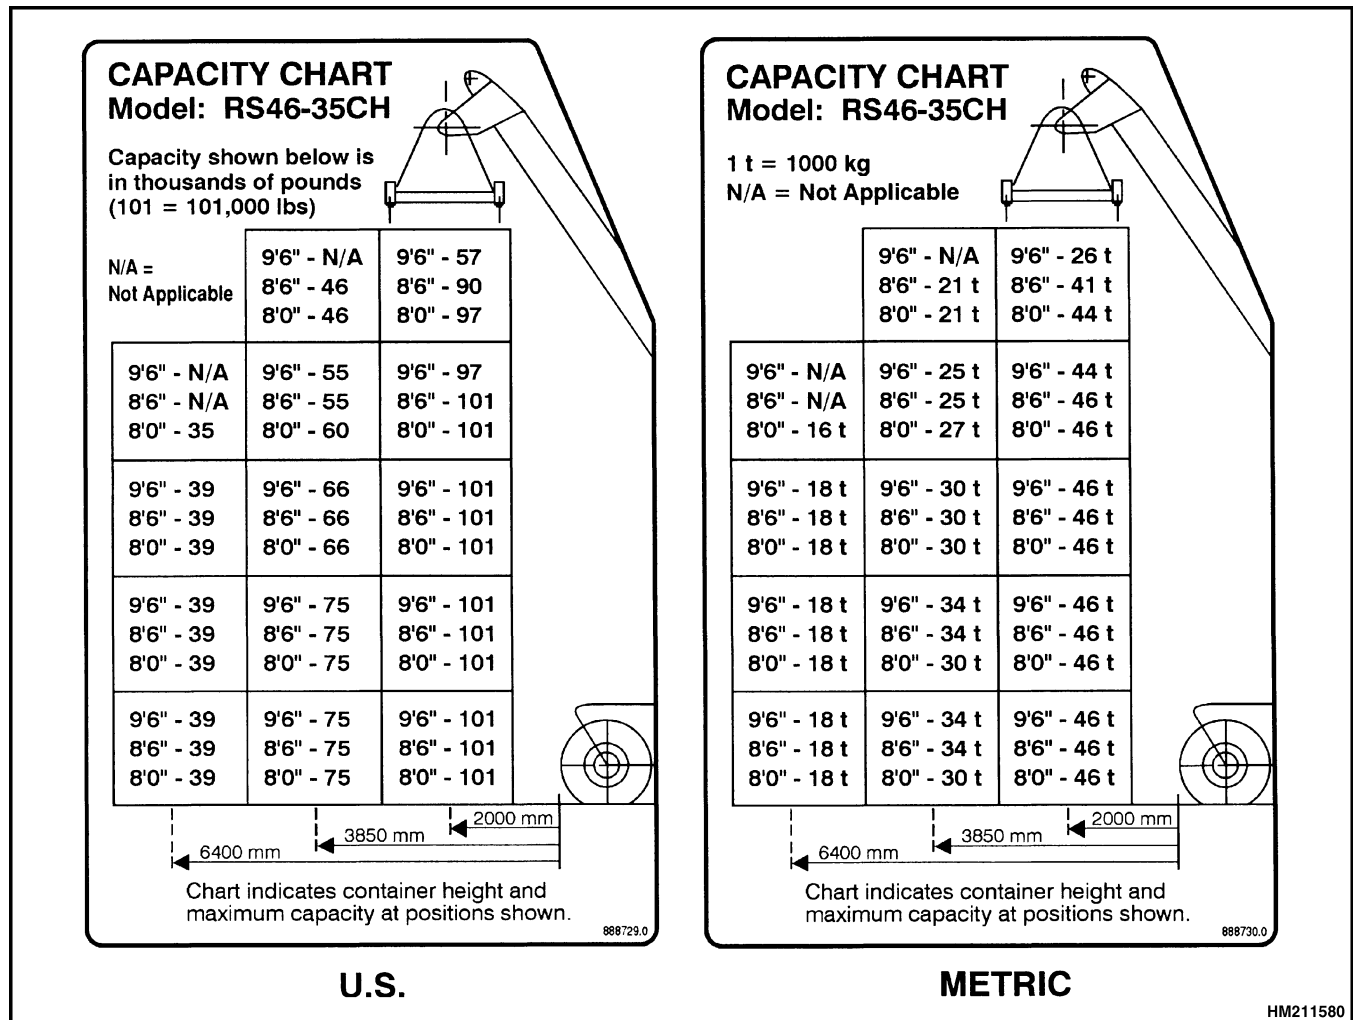 CAPACITY CHART
Model: RS46-35CH
Capacity shown below is
in thousands of pounds
(101 = 101,000 lbs)
N/A =
Not Applicable
9'6" - N/A 9'6" - 57
8'6" - 46 8'6" - 90
8'0" - 46 8'0" - 97
9'6" - N/A 9'6" - 55 9'6" - 97
8'6" - N/A 8'6" - 55 8'6" - 101
8'0" - 35 8'0" - 60 8'0" - 101
9'6" - 39 9'6" - 66 9'6" - 101
8'6" - 39 8'6" - 66 8'6" - 101
8'0" - 39 8'0" - 66 8'0" - 101
9'6" - 39 9'6" - 75 9'6" - 101
8'6" - 39 8'6" - 75 8'6" - 101
8'0" - 39 8'0" - 75 8'0" - 101
9'6" - 39 9'6" - 75 9'6" - 101
8'6" - 39 8'6" - 75 8'6" - 101
8'0" - 39 8'0" - 75 8'0" - 101
2000 mm
3850 mm
6400 mm
Chart indicates container height and
maximum capacity at positions shown.
888729.0
U.S.
CAPACITY CHART
Model: RS46-35CH
1 t = 1000 kg
N/A = Not Applicable
9'6" - N/A 9'6" - 26 t
8'6" - 21 t 8'6" - 41 t
8'0" - 21 t 8'0" - 44 t
9'6" - N/A 9'6" - 25 t 9'6" - 44 t
8'6" - N/A 8'6" - 25 t 8'6" - 46 t
8'0" - 16 t 8'0" - 27 t 8'0" - 46 t
9'6" - 18 t 9'6" - 30 t 9'6" - 46 t
8'6" - 18 t 8'6" - 30 t 8'6" - 46 t
8'0" - 18 t 8'0" - 30 t 8'0" - 46 t
9'6" - 18 t 9'6" - 34 t 9'6" - 46 t
8'6" - 18 t 8'6" - 34 t 8'6" - 46 t
8'0" - 18 t 8'0" - 30 t 8'0" - 46 t
9'6" - 18 t 9'6" - 34 t 9'6" - 46 t
8'6" - 18 t 8'6" - 34 t 8'6" - 46 t
8'0" - 18 t 8'0" - 30 t 8'0" - 46 t
2000 mm
3850 mm
6400 mm
Chart indicates container height and
maximum capacity at positions shown.
888730.0
METRIC
HM211580